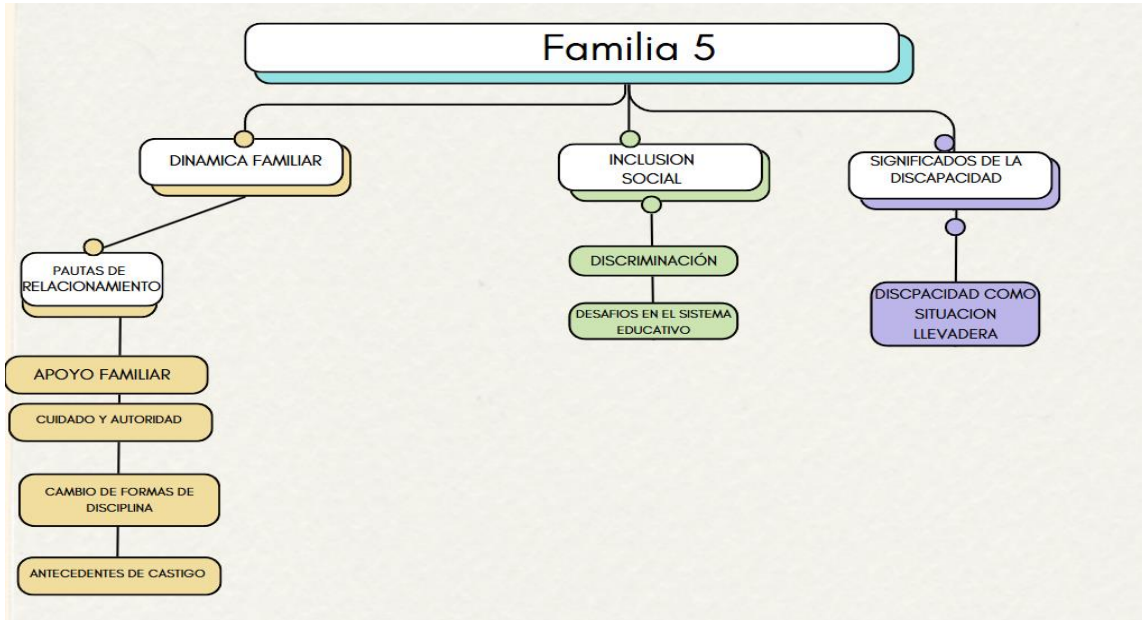 Familia 5
DINAMICA FAMILIAR
INCLUSION
SOCIAL
SIGNIFICADOS DE LA
DISCAPACIDAD
PAUTAS DE
RELACIONAMIENTO
APOYO FAMILIAR
CUIDADO Y AUTORIDAD
CAMBIO DE FORMAS DE
DISCIPLINA
ANTECEDENTES DE CASTIGO
DISCRIMINACIÓN
DESAFIOS EN EL SISTEMA
EDUCATIVO
DISCPACIDAD COMO
SITUACION
LLEVADERA